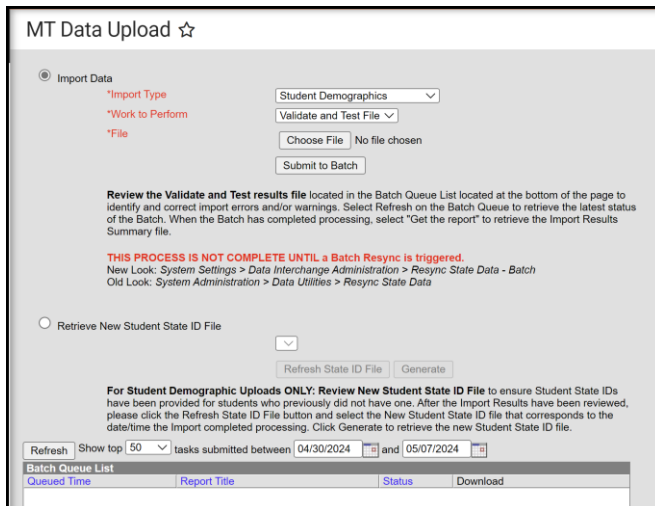 MT Data Upload ☆
Import Data
*Import Type Student Demographics
*Work to Perform Validate and Test File
*File Choose File No file chosen
Submit to Batch
Review the Validate and Test results file located in the Batch Queue List located at the bottom of the page to
identify and correct import errors and/or warnings. Select Refresh on the Batch Queue to retrieve the latest status
of the Batch. When the Batch has completed processing, select "Get the report" to retrieve the Import Results
Summary file.
THIS PROCESS IS NOT COMPLETE UNTIL a Batch Resync is triggered.
New Look: System Settings > Data Interchange Administration > Resync State Data - Batch
Old Look: System Administration > Data Utilities > Resync State Data
Retrieve New Student State ID File
Refresh State ID File Generate
For Student Demographic Uploads ONLY: Review New Student State ID File to ensure Student State IDs
have been provided for students who previously did not have one. After the Import Results have been reviewed,
please click the Refresh State ID File button and select the New Student State ID file that corresponds to the
date/time the Import completed processing. Click Generate to retrieve the new Student State ID file.
Refresh Show top 50 tasks submitted between 04/30/2024 and 05/07/2024
Batch Queue List
Queued Time Report Title Status Download